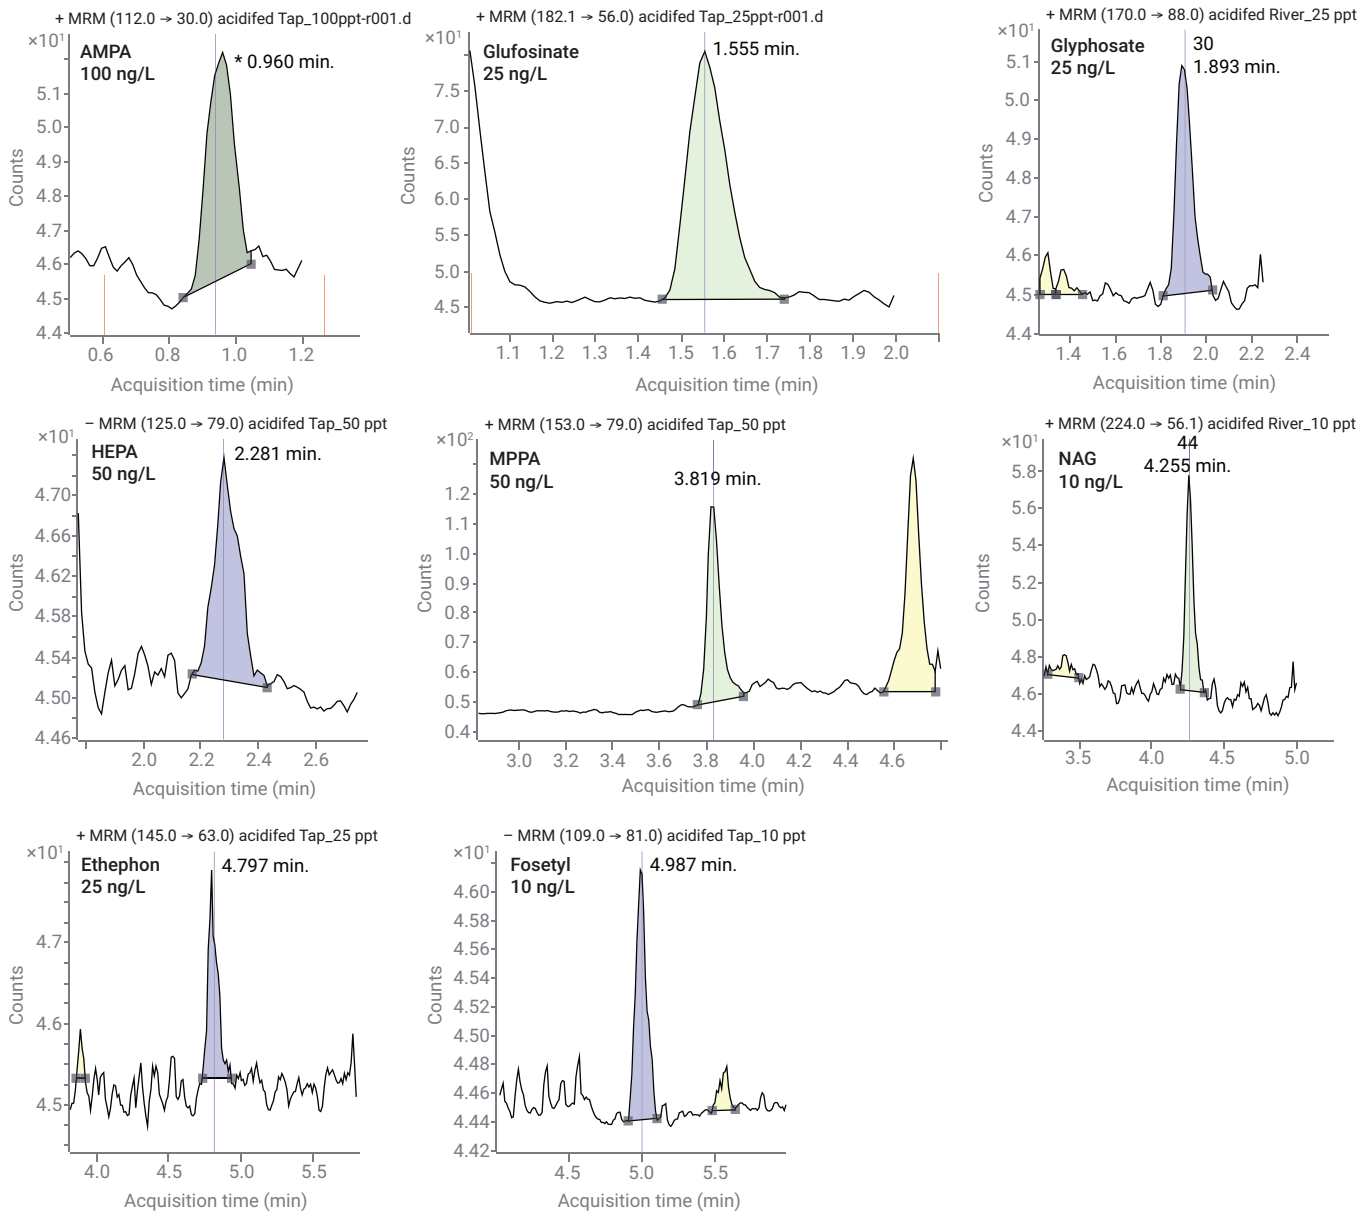 + MRM (112.0 → 30.0) acidifed Tap_100ppt-r001.d
×10¹
AMPA
100 ng/L
* 0.960 min.
5.1
5.0
4.9
4.8
4.7
4.6
4.5
4.4
Counts
0.6 0.8 1.0 1.2
Acquisition time (min)
+ MRM (182.1 → 56.0) acidifed Tap_25ppt-r001.d
×10¹
Glufosinate
25 ng/L
1.555 min.
7.5
7.0
6.5
6.0
5.5
5.0
4.5
Counts
1.1 1.2 1.3 1.4 1.5 1.6 1.7 1.8 1.9 2.0
Acquisition time (min)
+ MRM (170.0 → 88.0) acidifed River_25 ppt
×10¹
Glyphosate
25 ng/L
30
1.893 min.
5.1
5.0
4.9
4.8
4.7
4.6
4.5
4.4
Counts
1.4 1.6 1.8 2.0 2.2 2.4
Acquisition time (min)
− MRM (125.0 → 79.0) acidifed Tap_50 ppt
×10¹
HEPA
50 ng/L
2.281 min.
4.70
4.66
4.62
4.58
4.54
4.50
4.46
Counts
2.0 2.2 2.4 2.6
Acquisition time (min)
+ MRM (153.0 → 79.0) acidifed Tap_50 ppt
×10²
MPPA
50 ng/L
3.819 min.
1.2
1.1
1.0
0.9
0.8
0.7
0.6
0.5
0.4
Counts
3.0 3.2 3.4 3.6 3.8 4.0 4.2 4.4 4.6
Acquisition time (min)
+ MRM (224.0 → 56.1) acidifed River_10 ppt
×10¹
NAG
10 ng/L
44
4.255 min.
5.8
5.6
5.4
5.2
5.0
4.8
4.6
4.4
Counts
3.5 4.0 4.5 5.0
Acquisition time (min)
+ MRM (145.0 → 63.0) acidifed Tap_25 ppt
×10¹
Ethephon
25 ng/L
4.797 min.
4.7
4.6
4.5
Counts
4.0 4.5 5.0 5.5
Acquisition time (min)
− MRM (109.0 → 81.0) acidifed Tap_10 ppt
×10¹
Fosetyl
10 ng/L
4.987 min.
4.60
4.58
4.56
4.54
4.52
4.50
4.48
4.46
4.44
4.42
Counts
4.5 5.0 5.5
Acquisition time (min)